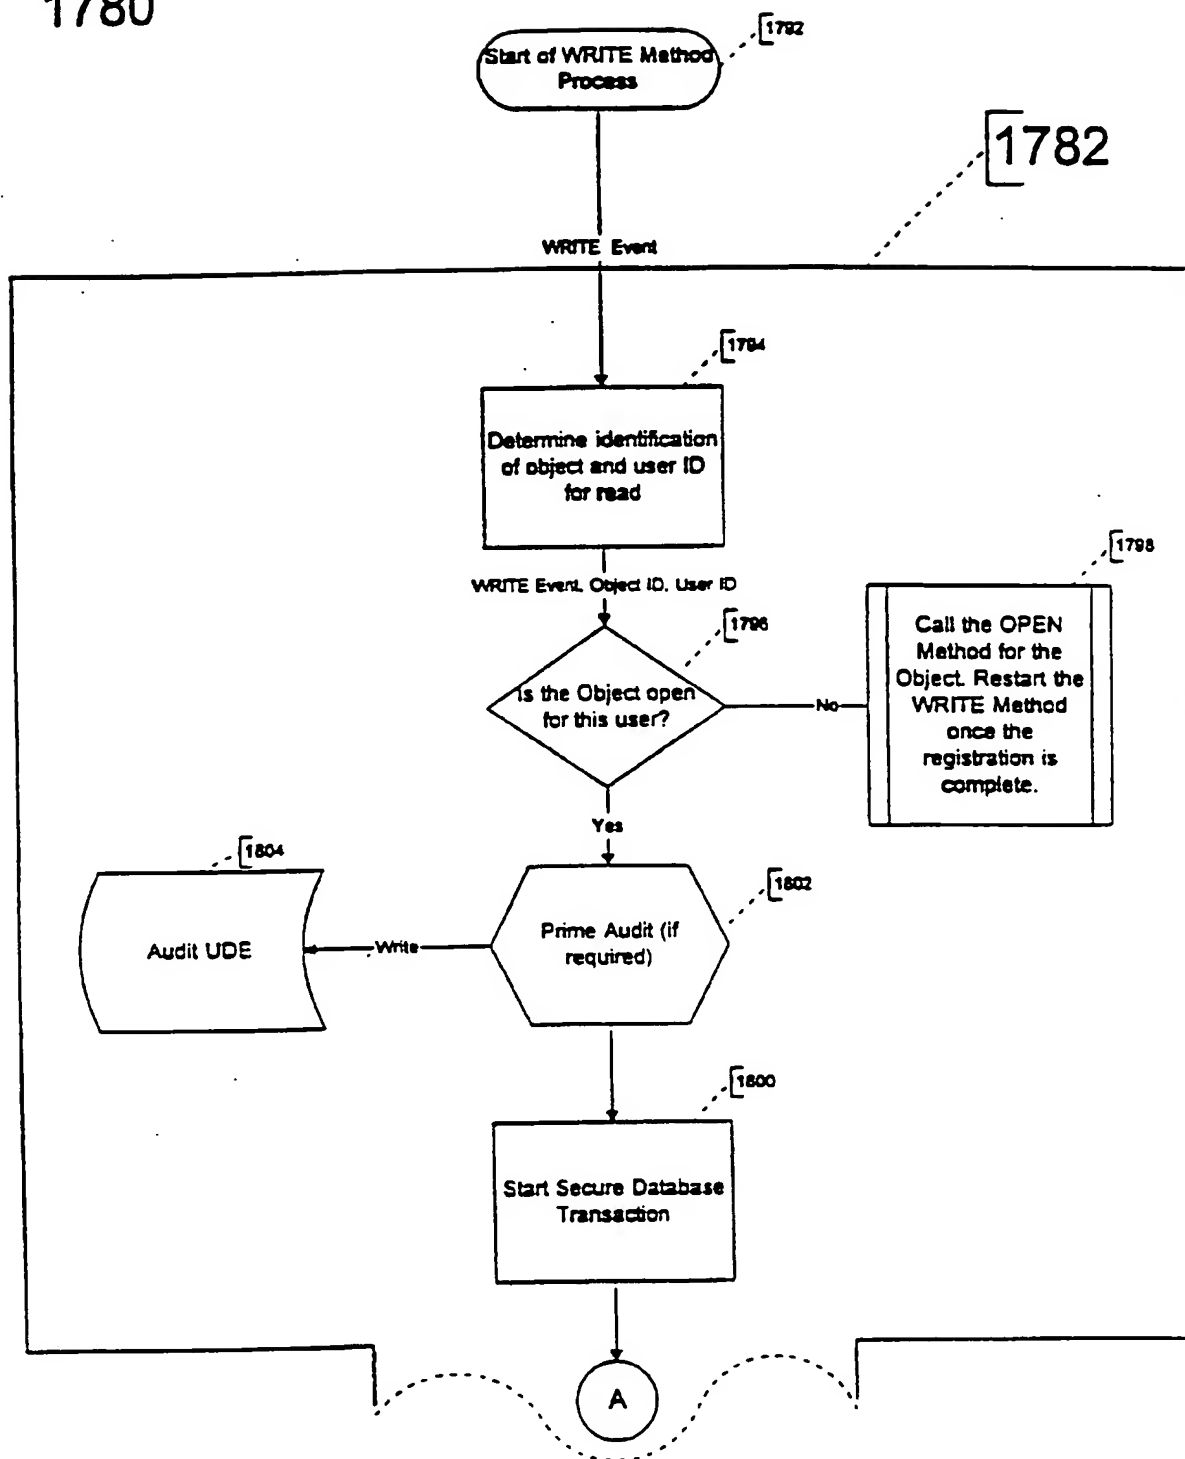 1780
1792
Start of WRITE Method
Process
1782
WRITE Event
1794
Determine identification
of object and user ID
for read
WRITE Event, Object ID, User ID
1796
1798
Is the Object open
for this user?
No
Call the OPEN
Method for the
Object. Restart the
WRITE Method
once the
registration is
complete.
Yes
1804
1802
Audit UDE
Write
Prime Audit (if
required)
1800
Start Secure Database
Transaction
A